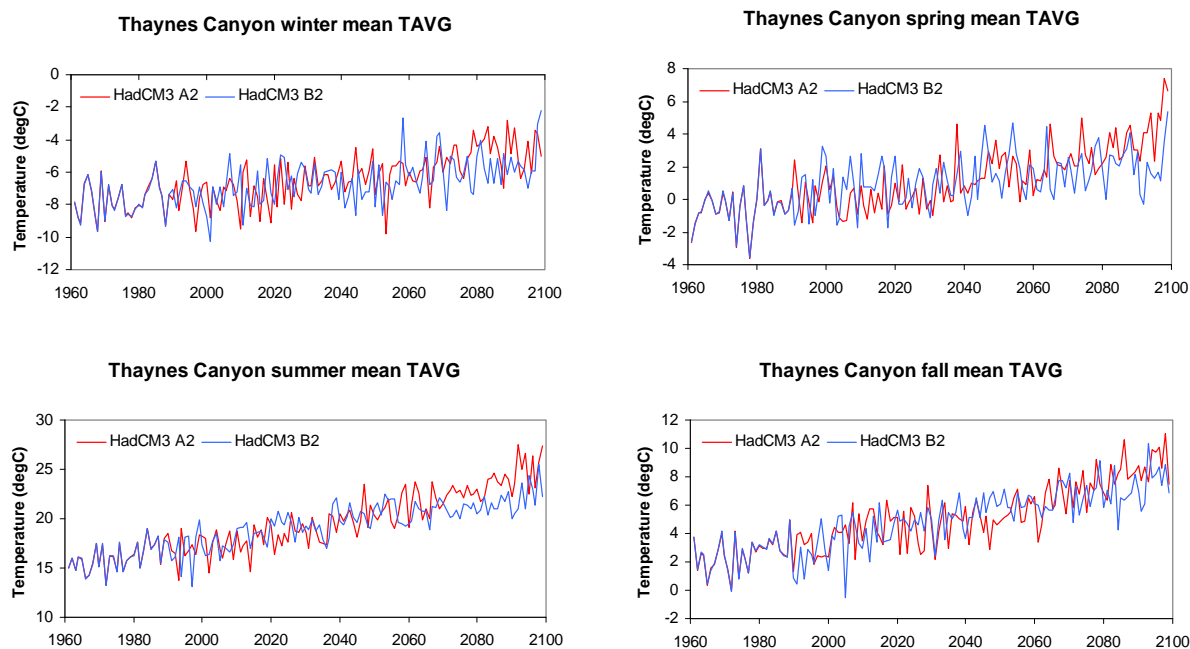 Thaynes Canyon winter mean TAVG
Temperature (degC)
0
-2
-4
-6
-8
-10
-12
HadCM3 A2 HadCM3 B2
1960 1980 2000 2020 2040 2060 2080 2100
Thaynes Canyon spring mean TAVG
Temperature (degC)
8
6
4
2
0
-2
-4
HadCM3 A2 HadCM3 B2
1960 1980 2000 2020 2040 2060 2080 2100
Thaynes Canyon summer mean TAVG
Temperature (degC)
30
25
20
15
10
HadCM3 A2 HadCM3 B2
1960 1980 2000 2020 2040 2060 2080 2100
Thaynes Canyon fall mean TAVG
Temperature (degC)
12
10
8
6
4
2
0
-2
HadCM3 A2 HadCM3 B2
1960 1980 2000 2020 2040 2060 2080 2100